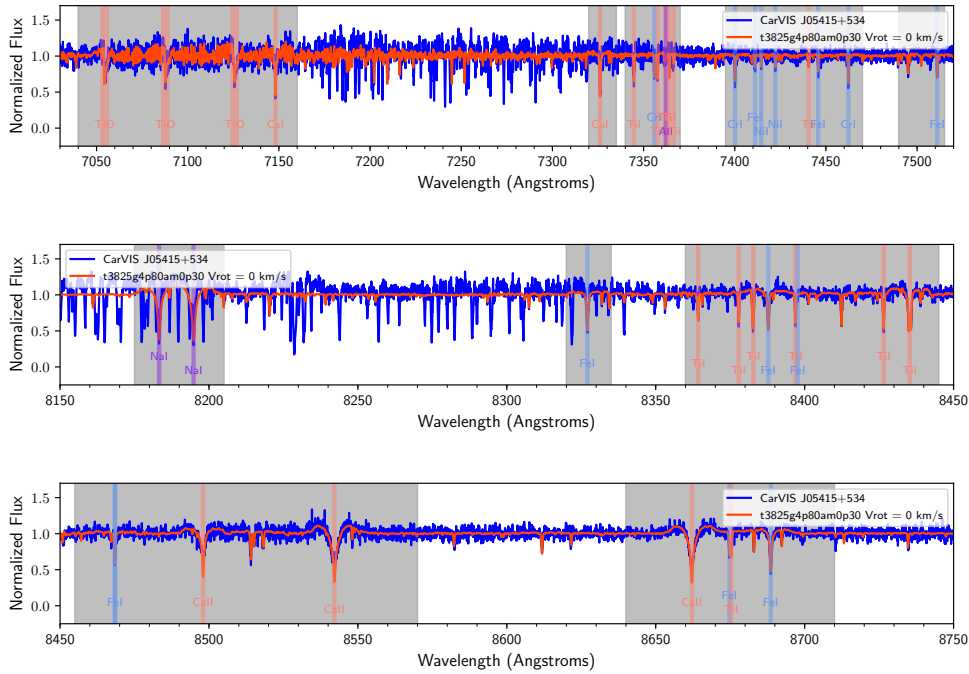 1.5
1.0
0.5
0.0
Normalized Flux
CarVIS J05415+534
t3825g4p80am0p30 Vrot = 0 km/s
TiO
TiO
TiO
CaI
CaI
TiI
CrI
AlI
CrI
FeI
NiI
NiI
TiI
FeI
CrI
FeI
7050 7100 7150 7200 7250 7300 7350 7400 7450 7500
Wavelength (Angstroms)
1.5
1.0
0.5
0.0
Normalized Flux
CarVIS J05415+534
t3825g4p80am0p30 Vrot = 0 km/s
NaI
NaI
FeI
TiI
TiI
TiI
FeI
TiI
FeI
TiI
TiI
8150 8200 8250 8300 8350 8400 8450
Wavelength (Angstroms)
1.5
1.0
0.5
0.0
Normalized Flux
CarVIS J05415+534
t3825g4p80am0p30 Vrot = 0 km/s
FeI
CaII
CaII
CaII
FeI
TiI
FeI
8450 8500 8550 8600 8650 8700 8750
Wavelength (Angstroms)